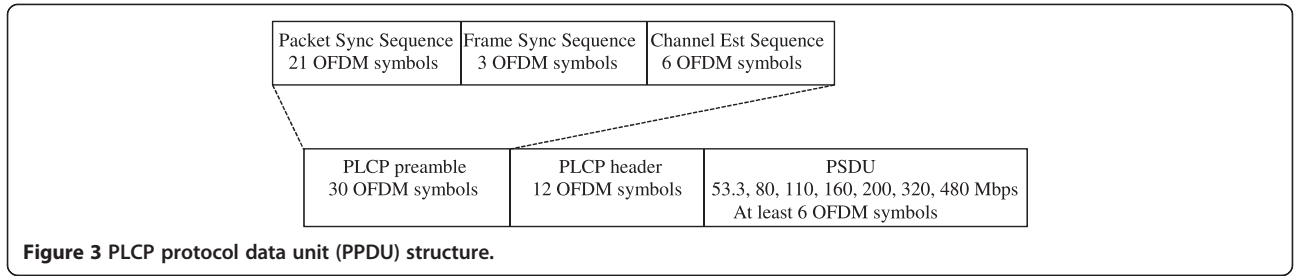 Packet Sync Sequence
21 OFDM symbols
Frame Sync Sequence
3 OFDM symbols
Channel Est Sequence
6 OFDM symbols
PLCP preamble
30 OFDM symbols
PLCP header
12 OFDM symbols
PSDU
53.3, 80, 110, 160, 200, 320, 480 Mbps
At least 6 OFDM symbols
Figure 3 PLCP protocol data unit (PPDU) structure.